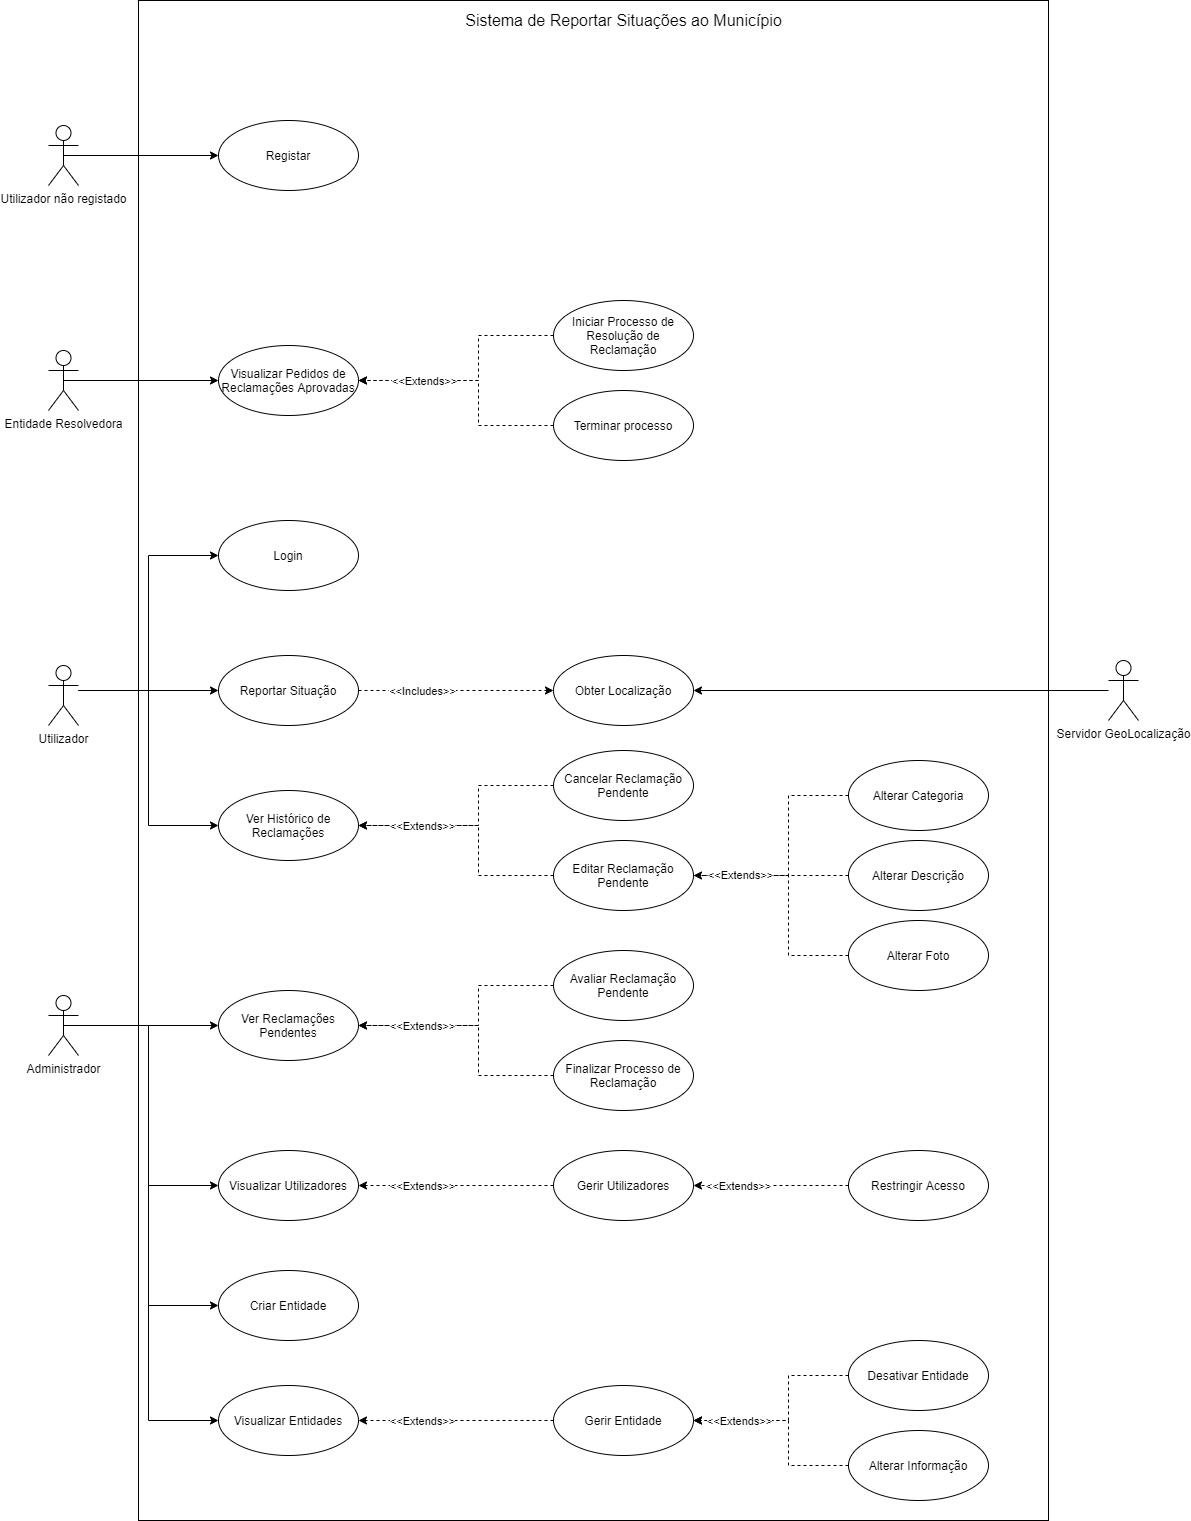 Sistema de Reportar Situações ao Município
Registar
Utilizador não registado
Iniciar Processo de
Resolução de
Reclamação
Visualizar Pedidos de
Reclamações Aprovadas
<<Extends>>
Entidade Resolvedora
Terminar processo
Login
Reportar Situação
<<Includes>>
Obter Localização
Utilizador
Servidor GeoLocalização
Cancelar Reclamação
Pendente
Alterar Categoria
Ver Histórico de
Reclamações
<<Extends>>
Editar Reclamação
Pendente
<<Extends>>
Alterar Descrição
Alterar Foto
Avaliar Reclamação
Pendente
Ver Reclamações
Pendentes
<<Extends>>
Administrador
Finalizar Processo de
Reclamação
Visualizar Utilizadores
<<Extends>>
Gerir Utilizadores
<<Extends>>
Restringir Acesso
Criar Entidade
Desativar Entidade
Visualizar Entidades
<<Extends>>
Gerir Entidade
<<Extends>>
Alterar Informação